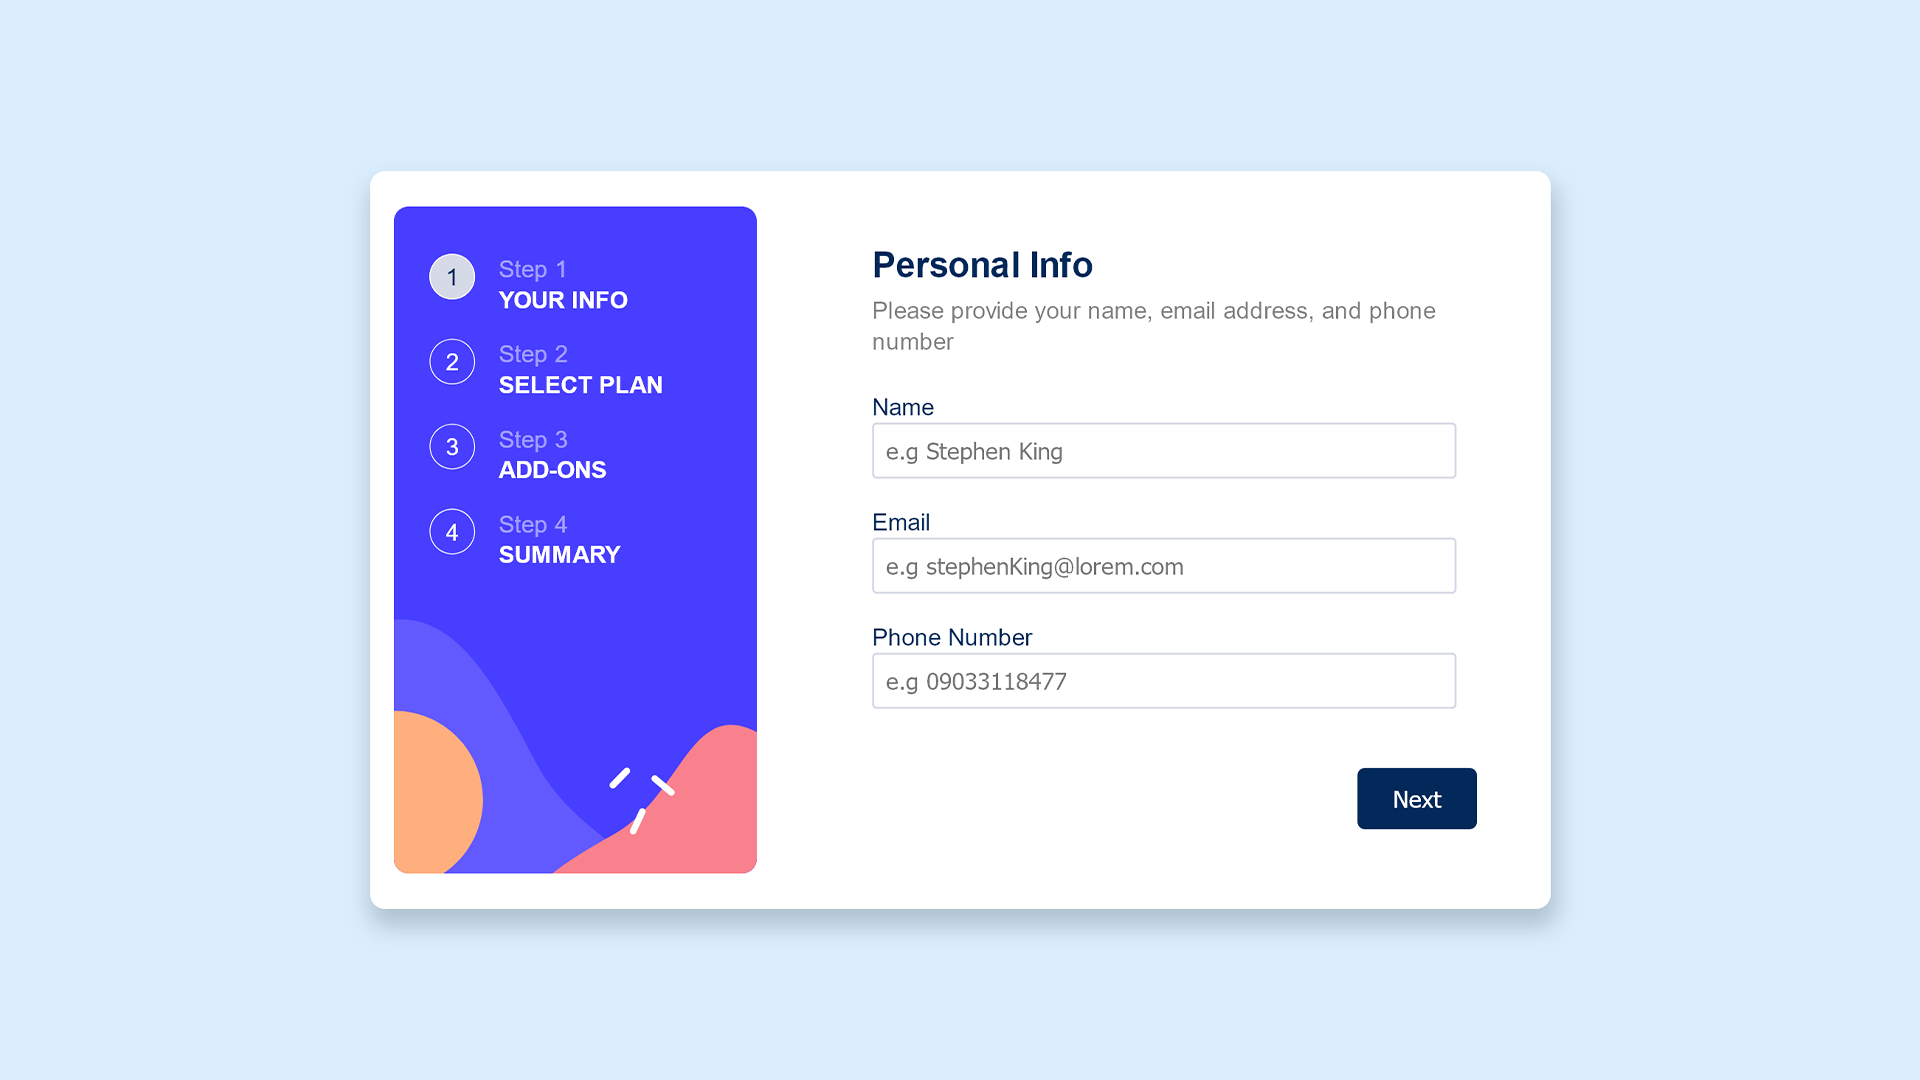 1
Step 1
YOUR INFO
2
Step 2
SELECT PLAN
3
Step 3
ADD-ONS
4
Step 4
SUMMARY
Personal Info
Please provide your name, email address, and phone
number
Name
e.g Stephen King
Email
e.g stephenKing@lorem.com
Phone Number
e.g 09033118477
Next